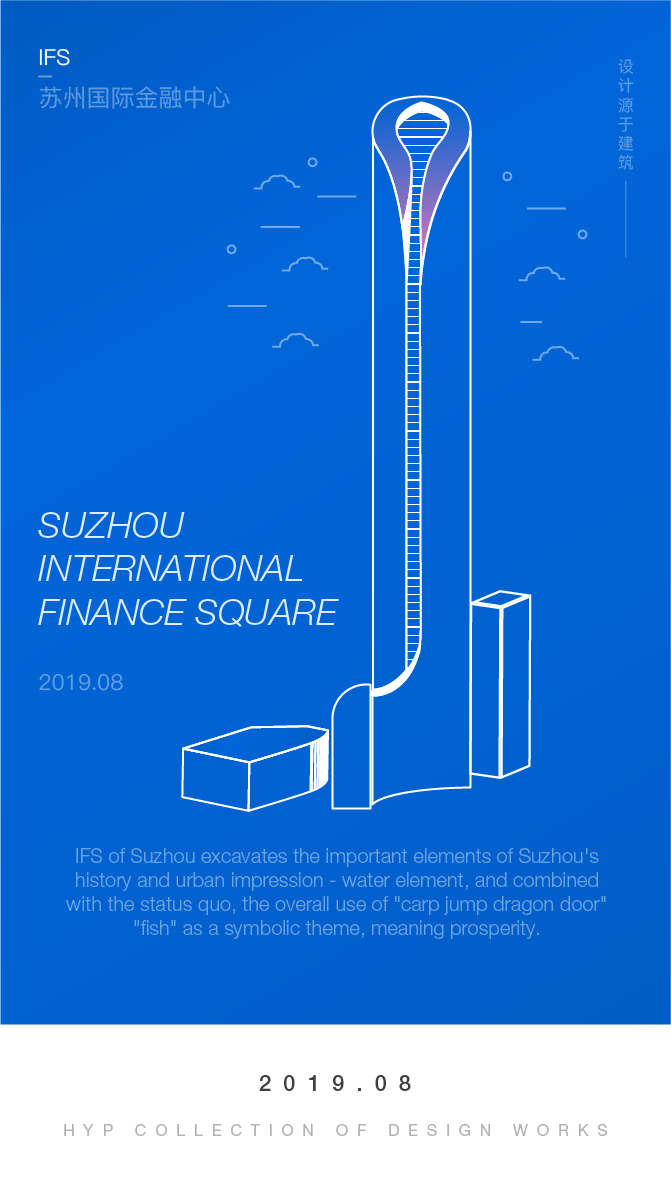 IFS
苏州国际金融中心
设计源于建筑
SUZHOU
INTERNATIONAL
FINANCE SQUARE
2019.08
IFS of Suzhou excavates the important elements of Suzhou's
history and urban impression - water element, and combined
with the status quo, the overall use of "carp jump dragon door"
"fish" as a symbolic theme, meaning prosperity.
2019.08
HYP COLLECTION OF DESIGN WORKS